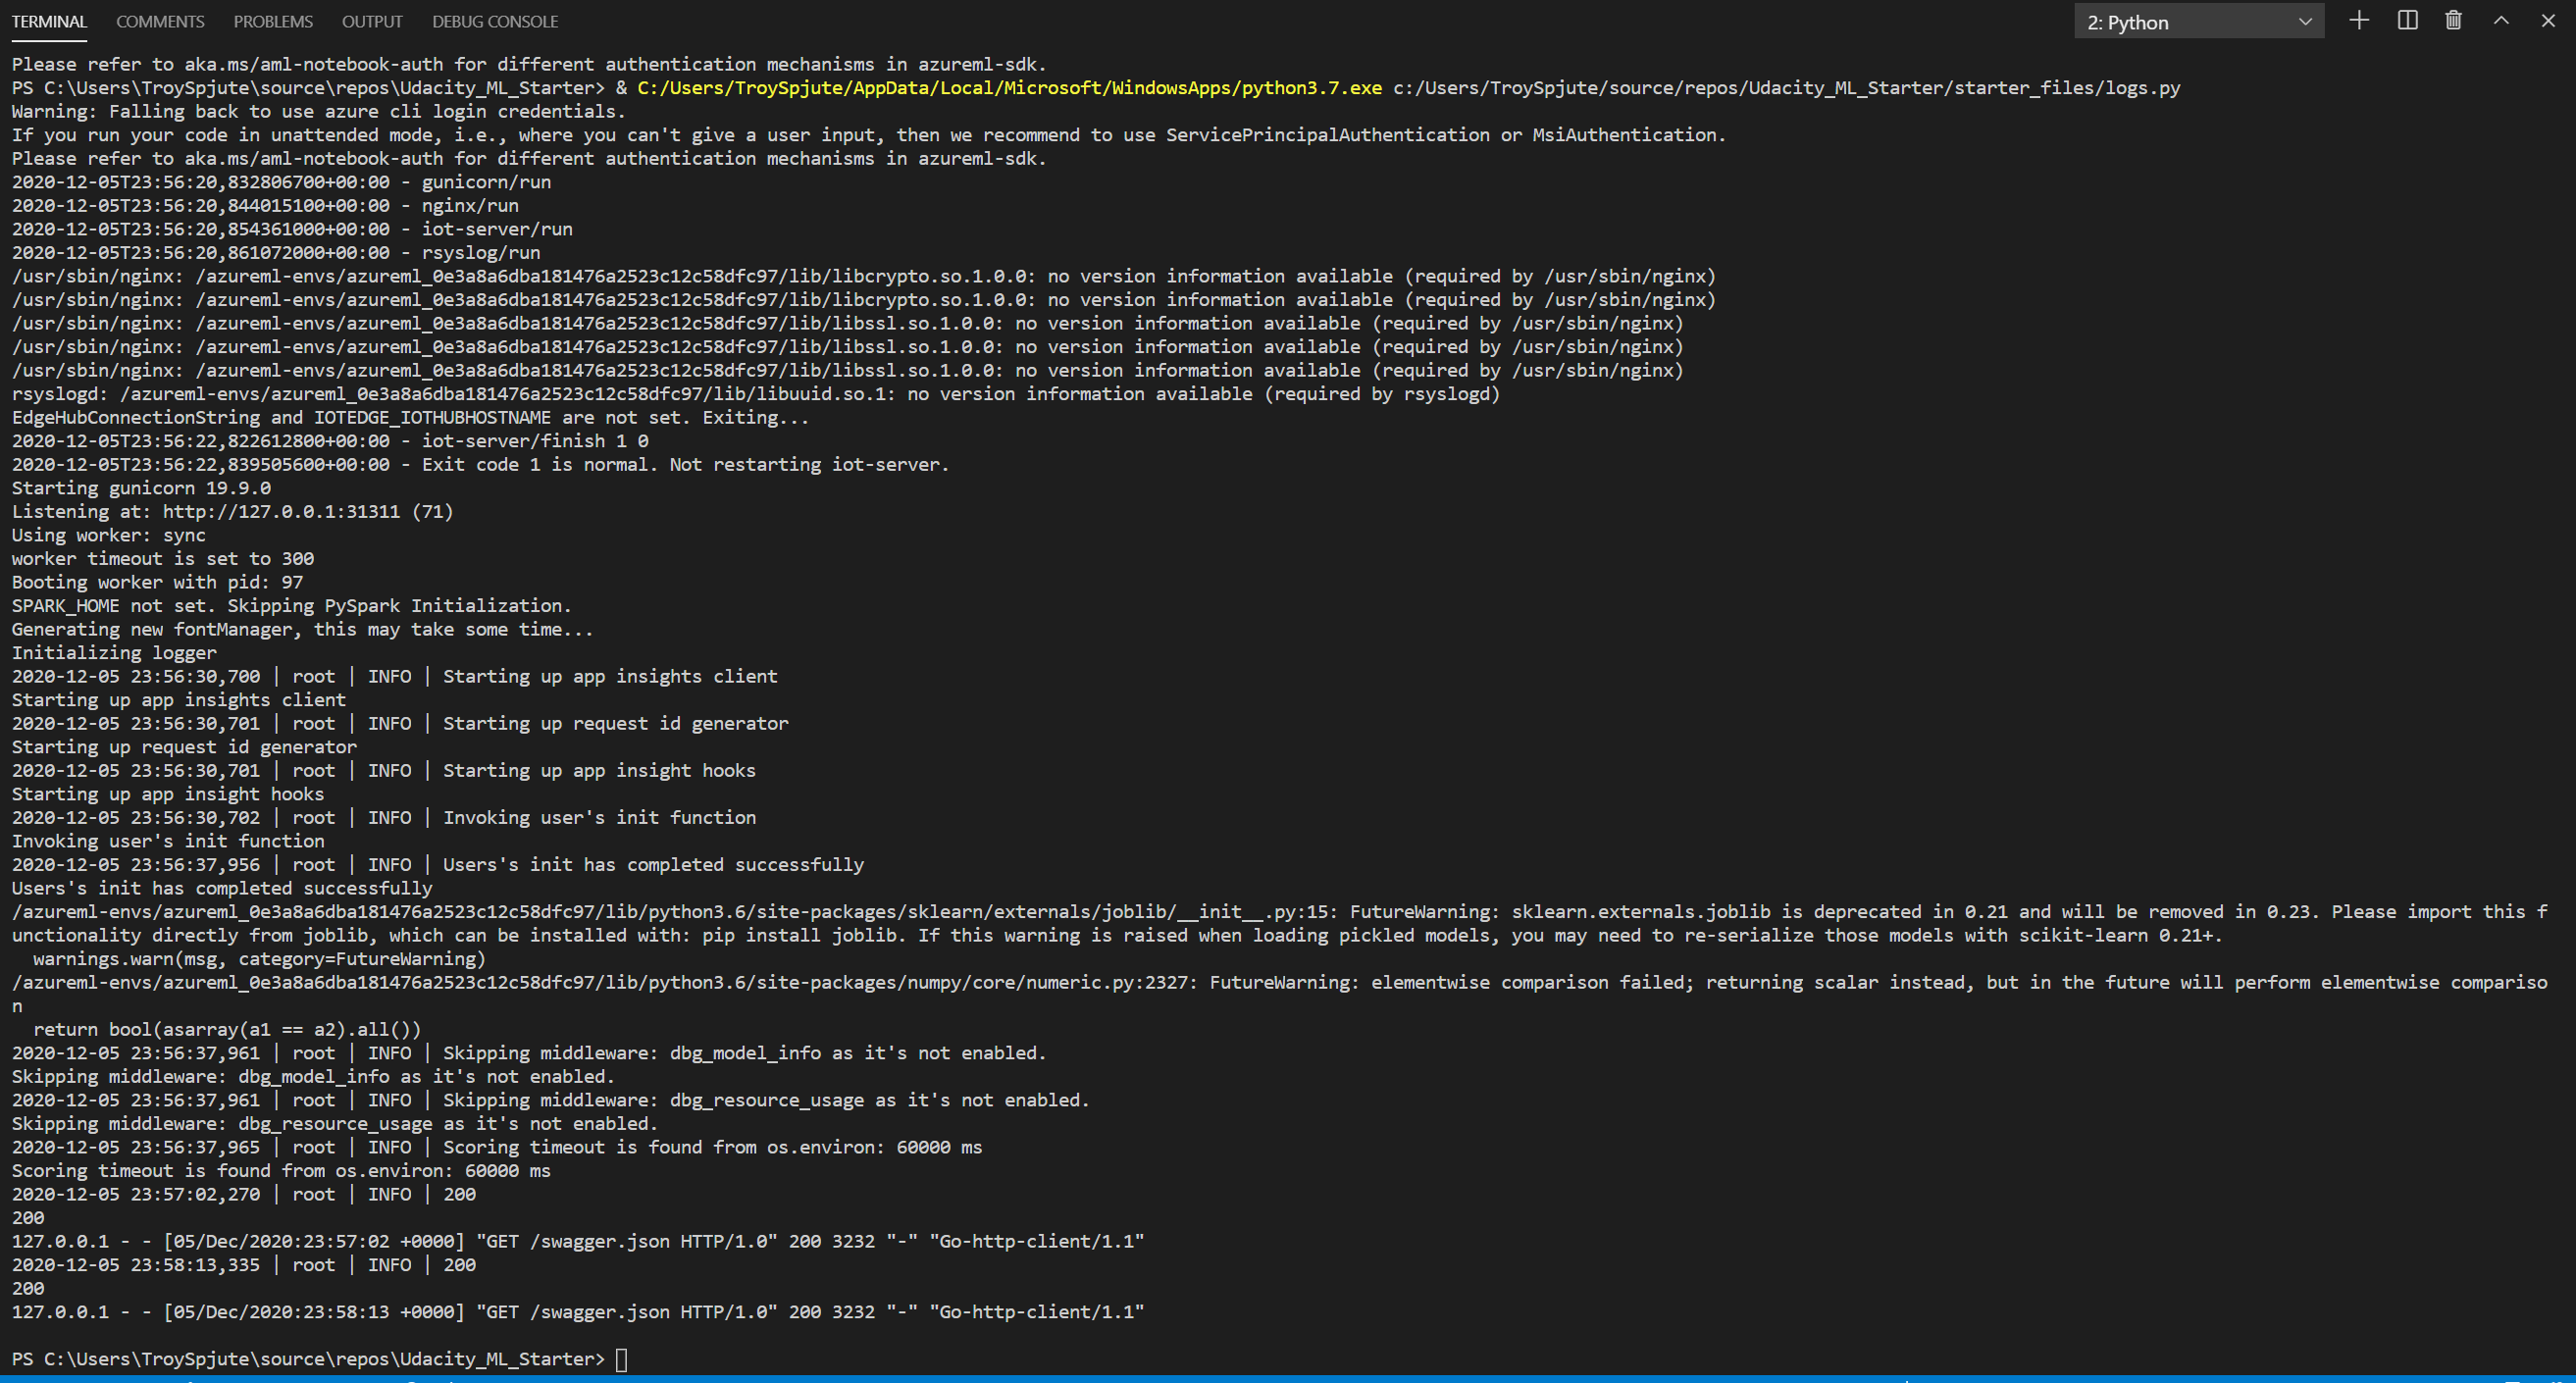 TERMINAL COMMENTS PROBLEMS OUTPUT DEBUG CONSOLE 2: Python
Please refer to aka.ms/aml-notebook-auth for different authentication mechanisms in azureml-sdk.
PS C:\Users\TroySpjute\source\repos\Udacity_ML_Starter> & C:/Users/TroySpjute/AppData/Local/Microsoft/WindowsApps/python3.7.exe c:/Users/TroySpjute/source/repos/Udacity_ML_Starter/starter_files/logs.py
Warning: Falling back to use azure cli login credentials.
If you run your code in unattended mode, i.e., where you can't give a user input, then we recommend to use ServicePrincipalAuthentication or MsiAuthentication.
Please refer to aka.ms/aml-notebook-auth for different authentication mechanisms in azureml-sdk.
2020-12-05T23:56:20,832806700+00:00 - gunicorn/run
2020-12-05T23:56:20,844015100+00:00 - nginx/run
2020-12-05T23:56:20,854361000+00:00 - iot-server/run
2020-12-05T23:56:20,861072000+00:00 - rsyslog/run
/usr/sbin/nginx: /azureml-envs/azureml_0e3a8a6dba181476a2523c12c58dfc97/lib/libcrypto.so.1.0.0: no version information available (required by /usr/sbin/nginx)
/usr/sbin/nginx: /azureml-envs/azureml_0e3a8a6dba181476a2523c12c58dfc97/lib/libcrypto.so.1.0.0: no version information available (required by /usr/sbin/nginx)
/usr/sbin/nginx: /azureml-envs/azureml_0e3a8a6dba181476a2523c12c58dfc97/lib/libssl.so.1.0.0: no version information available (required by /usr/sbin/nginx)
/usr/sbin/nginx: /azureml-envs/azureml_0e3a8a6dba181476a2523c12c58dfc97/lib/libssl.so.1.0.0: no version information available (required by /usr/sbin/nginx)
/usr/sbin/nginx: /azureml-envs/azureml_0e3a8a6dba181476a2523c12c58dfc97/lib/libssl.so.1.0.0: no version information available (required by /usr/sbin/nginx)
rsyslogd: /azureml-envs/azureml_0e3a8a6dba181476a2523c12c58dfc97/lib/libuuid.so.1: no version information available (required by rsyslogd)
EdgeHubConnectionString and IOTEDGE_IOTHUBHOSTNAME are not set. Exiting...
2020-12-05T23:56:22,822612800+00:00 - iot-server/finish 1 0
2020-12-05T23:56:22,839505600+00:00 - Exit code 1 is normal. Not restarting iot-server.
Starting gunicorn 19.9.0
Listening at: http://127.0.0.1:31311 (71)
Using worker: sync
worker timeout is set to 300
Booting worker with pid: 97
SPARK_HOME not set. Skipping PySpark Initialization.
Generating new fontManager, this may take some time...
Initializing logger
2020-12-05 23:56:30,700 | root | INFO | Starting up app insights client
Starting up app insights client
2020-12-05 23:56:30,701 | root | INFO | Starting up request id generator
Starting up request id generator
2020-12-05 23:56:30,701 | root | INFO | Starting up app insight hooks
Starting up app insight hooks
2020-12-05 23:56:30,702 | root | INFO | Invoking user's init function
Invoking user's init function
2020-12-05 23:56:37,956 | root | INFO | Users's init has completed successfully
Users's init has completed successfully
/azureml-envs/azureml_0e3a8a6dba181476a2523c12c58dfc97/lib/python3.6/site-packages/sklearn/externals/joblib/__init__.py:15: FutureWarning: sklearn.externals.joblib is deprecated in 0.21 and will be removed in 0.23. Please import this f
unctionality directly from joblib, which can be installed with: pip install joblib. If this warning is raised when loading pickled models, you may need to re-serialize those models with scikit-learn 0.21+.
  warnings.warn(msg, category=FutureWarning)
/azureml-envs/azureml_0e3a8a6dba181476a2523c12c58dfc97/lib/python3.6/site-packages/numpy/core/numeric.py:2327: FutureWarning: elementwise comparison failed; returning scalar instead, but in the future will perform elementwise compariso
n
  return bool(asarray(a1 == a2).all())
2020-12-05 23:56:37,961 | root | INFO | Skipping middleware: dbg_model_info as it's not enabled.
Skipping middleware: dbg_model_info as it's not enabled.
2020-12-05 23:56:37,961 | root | INFO | Skipping middleware: dbg_resource_usage as it's not enabled.
Skipping middleware: dbg_resource_usage as it's not enabled.
2020-12-05 23:56:37,965 | root | INFO | Scoring timeout is found from os.environ: 60000 ms
Scoring timeout is found from os.environ: 60000 ms
2020-12-05 23:57:02,270 | root | INFO | 200
200
127.0.0.1 - - [05/Dec/2020:23:57:02 +0000] "GET /swagger.json HTTP/1.0" 200 3232 "-" "Go-http-client/1.1"
2020-12-05 23:58:13,335 | root | INFO | 200
200
127.0.0.1 - - [05/Dec/2020:23:58:13 +0000] "GET /swagger.json HTTP/1.0" 200 3232 "-" "Go-http-client/1.1"
PS C:\Users\TroySpjute\source\repos\Udacity_ML_Starter>